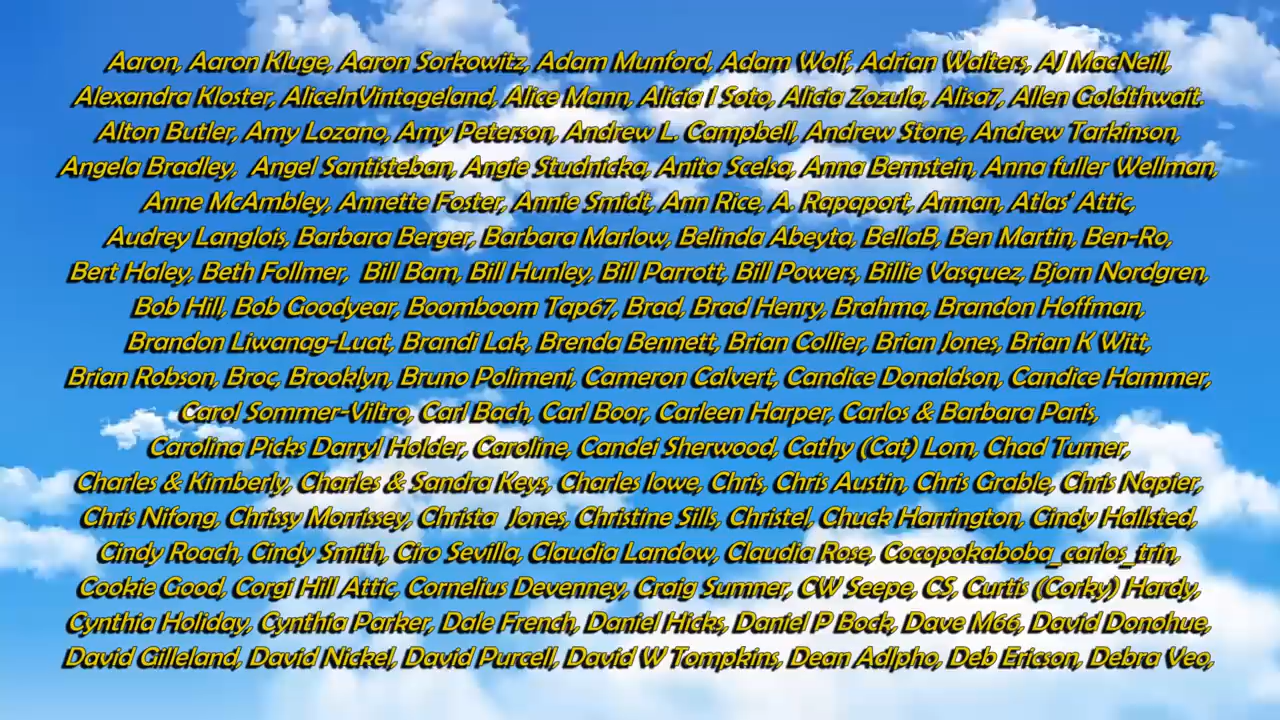 Aaron, Aaron Kluge, Aaron Sorkowitz, Adam Munford, Adam Wolf, Adrian Walters, AJ MacNeill,
Alexandra Kloster, AliceInVintageland, Alice Mann, Alicia I Soto, Alicia Zozula, Alisa7, Allen Goldthwait.
Alton Butler, Amy Lozano, Amy Peterson, Andrew L. Campbell, Andrew Stone, Andrew Tarkinson,
Angela Bradley, Angel Santisteban, Angie Studnicka, Anita Scelsa, Anna Bernstein, Anna fuller Wellman,
Anne McAmbley, Annette Foster, Annie Smidt, Ann Rice, A. Rapaport, Arman, Atlas' Attic,
Audrey Langlois, Barbara Berger, Barbara Marlow, Belinda Abeyta, BellaB, Ben Martin, Ben-Ro,
Bert Haley, Beth Follmer, Bill Bam, Bill Hunley, Bill Parrott, Bill Powers, Billie Vasquez, Bjorn Nordgren,
Bob Hill, Bob Goodyear, Boomboom Tap67, Brad, Brad Henry, Brahma, Brandon Hoffman,
Brandon Liwanag-Luat, Brandi Lak, Brenda Bennett, Brian Collier, Brian Jones, Brian K Witt,
Brian Robson, Broc, Brooklyn, Bruno Polimeni, Cameron Calvert, Candice Donaldson, Candice Hammer,
Carol Sommer-Viltro, Carl Bach, Carl Boor, Carleen Harper, Carlos & Barbara Paris,
Carolina Picks Darryl Holder, Caroline, Candei Sherwood, Cathy (Cat) Lom, Chad Turner,
Charles & Kimberly, Charles & Sandra Keys, Charles lowe, Chris, Chris Austin, Chris Grable, Chris Napier,
Chris Nifong, Chrissy Morrissey, Christa Jones, Christine Sills, Christel, Chuck Harrington, Cindy Hallsted,
Cindy Roach, Cindy Smith, Ciro Sevilla, Claudia Landow, Claudia Rose, Cocopokaboba_carlos_trin,
Cookie Good, Corgi Hill Attic, Cornelius Devenney, Craig Sumner, CW Seepe, CS, Curtis (Corky) Hardy,
Cynthia Holiday, Cynthia Parker, Dale French, Daniel Hicks, Daniel P Bock, Dave M66, David Donohue,
David Gilleland, David Nickel, David Purcell, David W Tompkins, Dean Adlpho, Deb Ericson, Debra Veo,